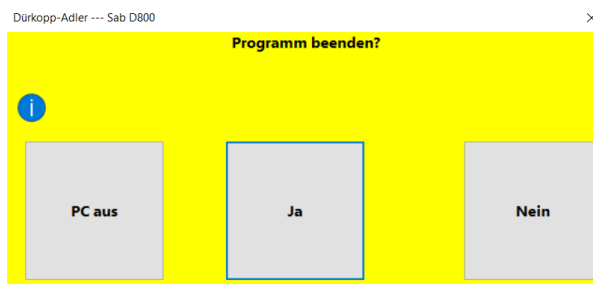 Dürkopp-Adler --- Sab D800
Programm beenden?
i
PC aus
Ja
Nein